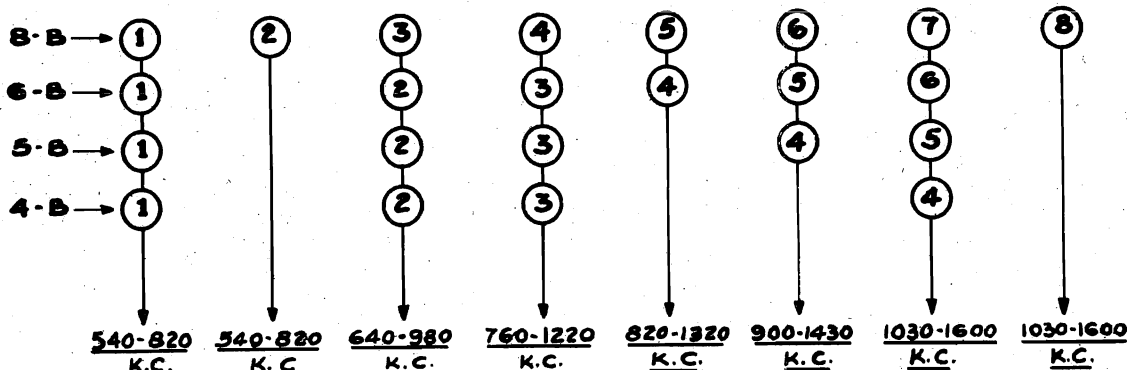 8-B 1 2 3 4 5 6 7 8
6-B 1 2 3 4 5 6
5-B 1 2 3 4 5
4-B 1 2 3 4
540-820 540-820 640-980 760-1220 820-1320 900-1430 1030-1600 1030-1600
K.C. K.C K.C. K.C. K.C. K.C. K.C. K.C.